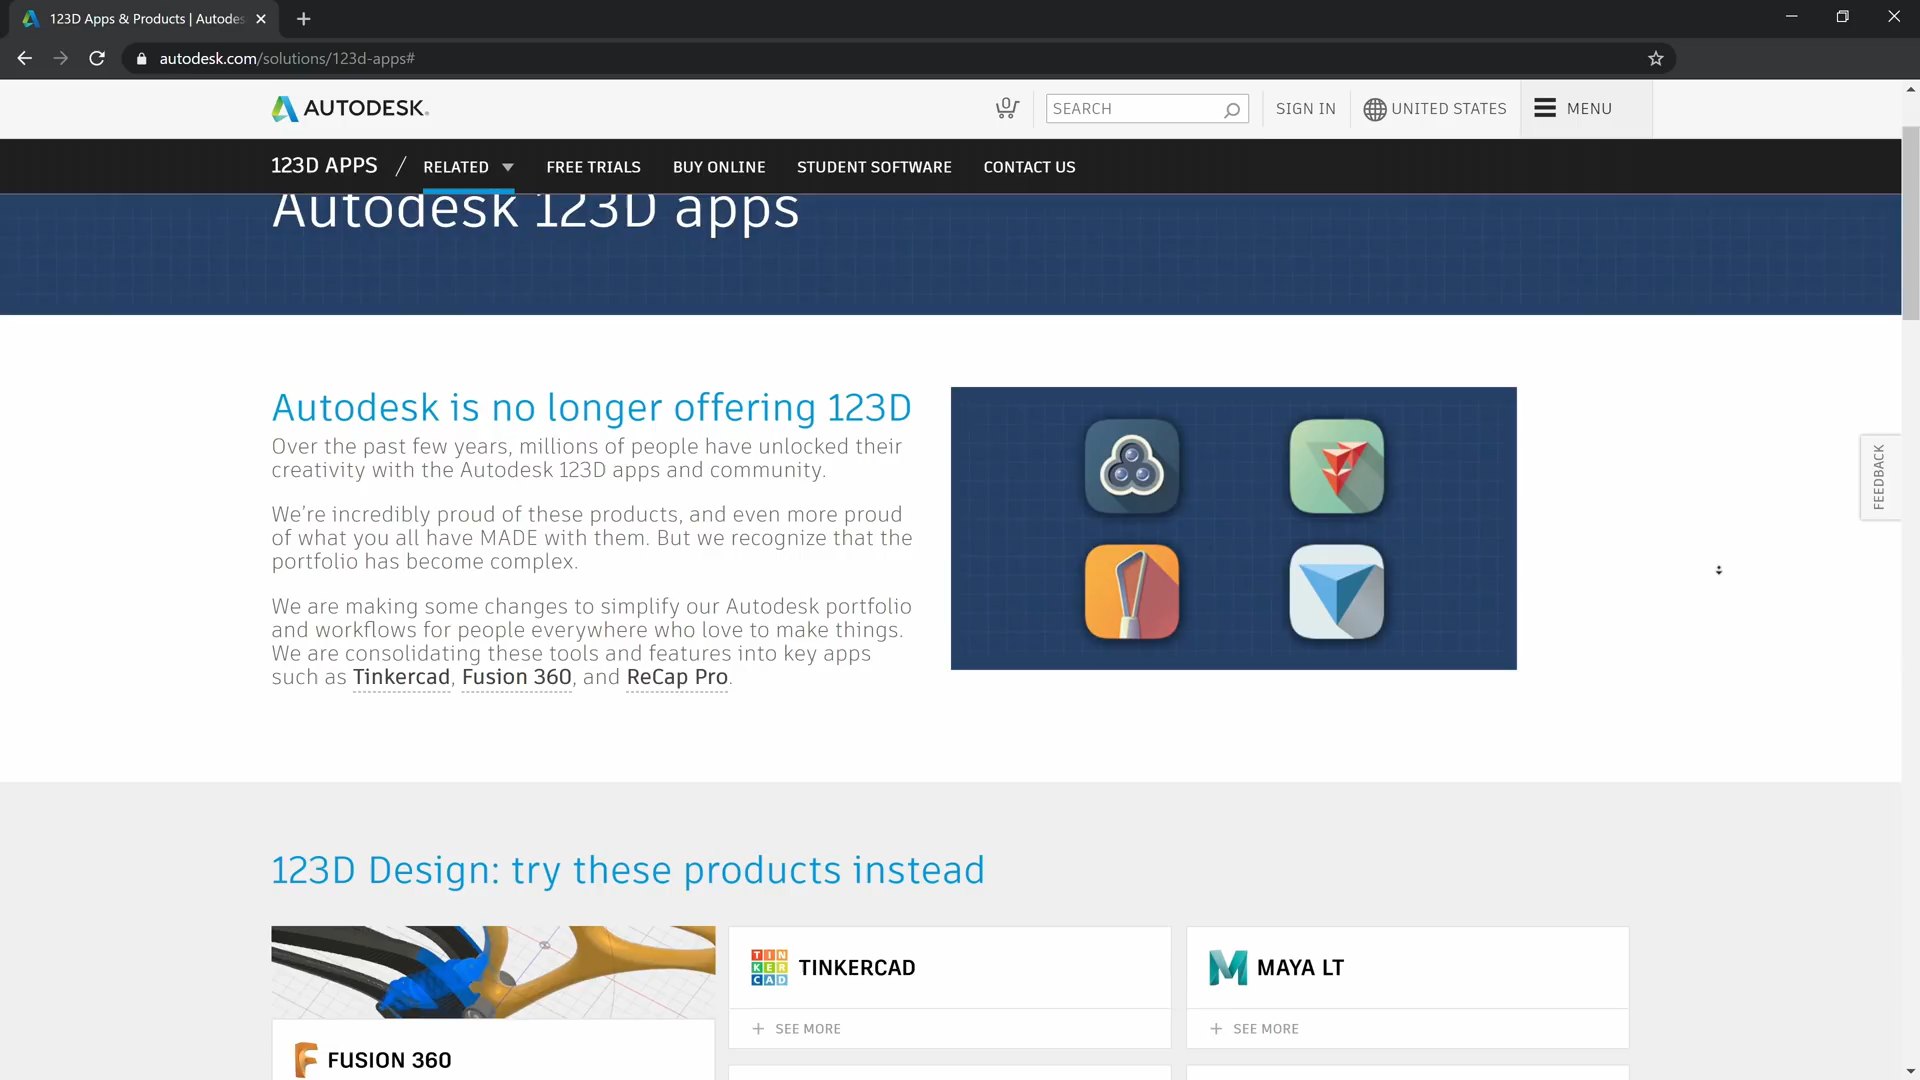 123D Apps & Products | Autodes
autodesk.com/solutions/123d-apps#
AUTODESK.
0
SEARCH
SIGN IN
UNITED STATES
MENU
123D APPS / RELATED
FREE TRIALS
BUY ONLINE
STUDENT SOFTWARE
CONTACT US
Autodesk 123D apps
Autodesk is no longer offering 123D
Over the past few years, millions of people have unlocked their
creativity with the Autodesk 123D apps and community.
We're incredibly proud of these products, and even more proud
of what you all have MADE with them. But we recognize that the
portfolio has become complex.
We are making some changes to simplify our Autodesk portfolio
and workflows for people everywhere who love to make things.
We are consolidating these tools and features into key apps
such as Tinkercad, Fusion 360, and ReCap Pro.
FEEDBACK
123D Design: try these products instead
FUSION 360
TIN
KER
CAD
TINKERCAD
+ SEE MORE
MAYA LT
+ SEE MORE